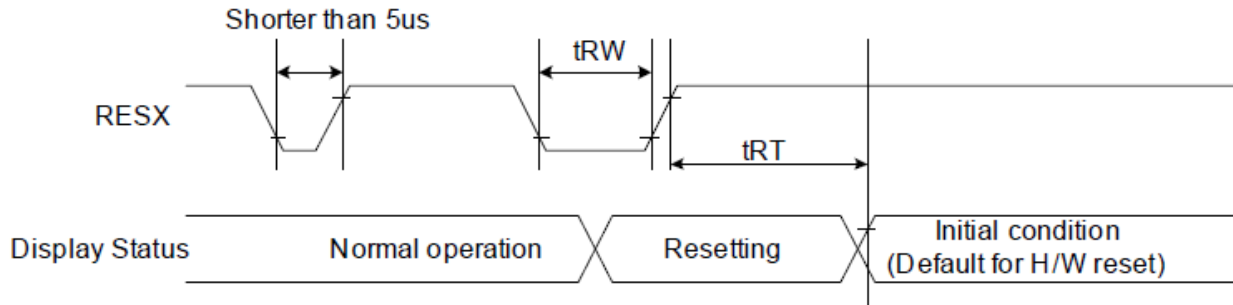 Shorter than 5us
tRW
RESX
tRT
Display Status
Normal operation
Resetting
Initial condition
(Default for H/W reset)